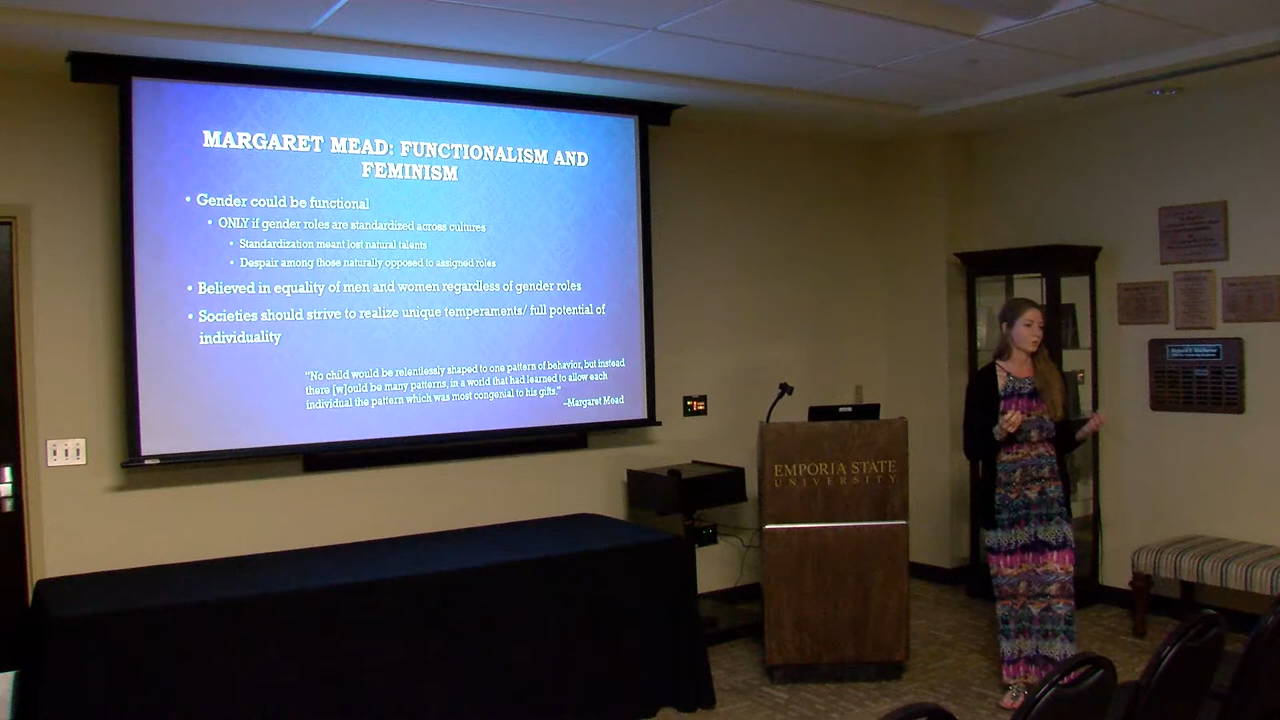 MARGARET MEAD: FUNCTIONALISM AND
FEMINISM
• Gender could be functional
• ONLY if gender roles are standardized across cultures
• Standardization meant lost natural talents
• Despair among those naturally opposed to assigned roles
• Believed in equality of men and women regardless of gender roles
• Societies should strive to realize unique temperaments/ full potential of
individuality
"No child would be relentlessly shaped to one pattern of behavior, but instead
there [w]ould be many patterns, in a world that had learned to allow each
individual the pattern which was most congenial to his gifts."
–Margaret Mead
EMPORIA STATE
UNIVERSITY